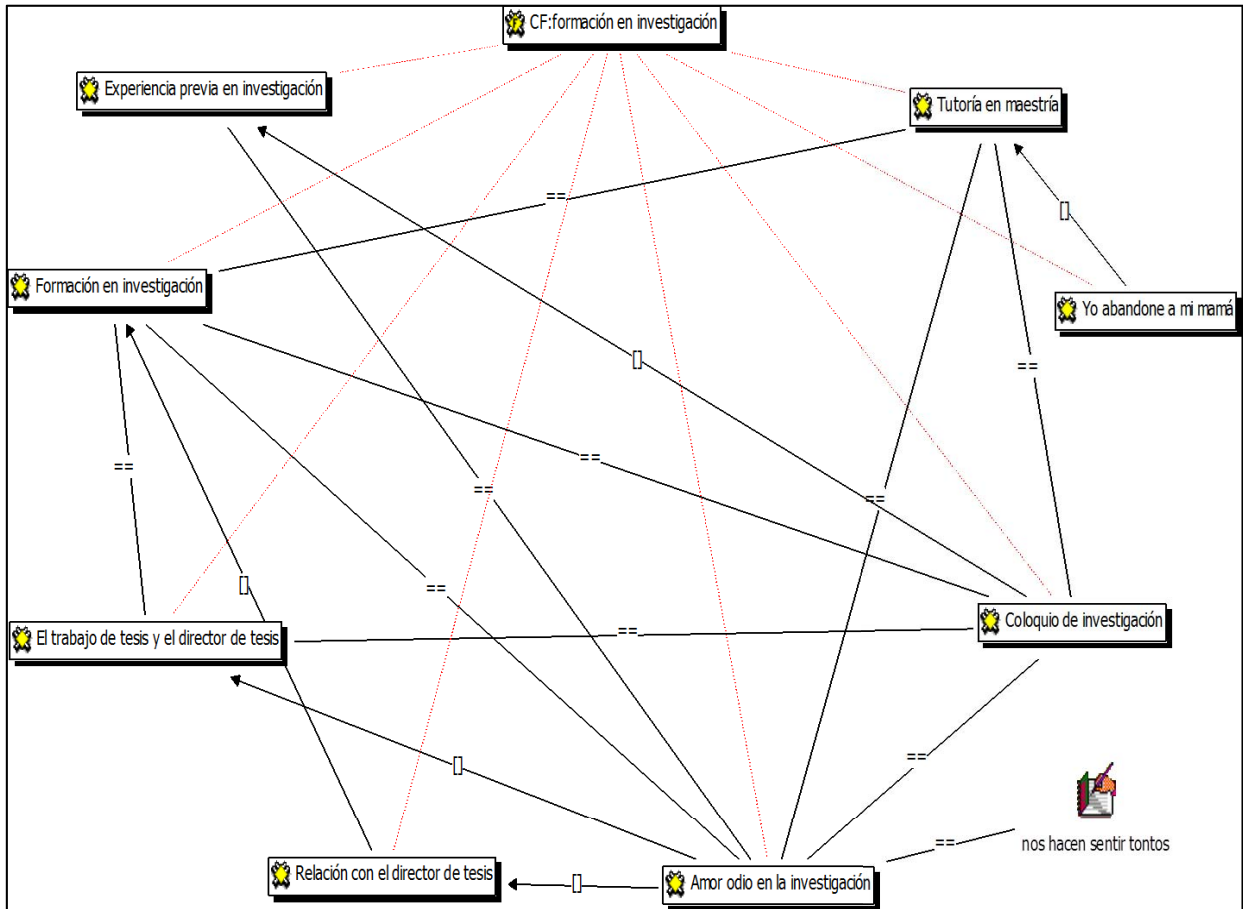 CF:formación en investigación
Experiencia previa en investigación
Tutoría en maestría
==
[]
Formación en investigación
Yo abandone a mi mamá
[]
==
==
==
==
==
[]
==
El trabajo de tesis y el director de tesis
==
Coloquio de investigación
[]
==
==
nos hacen sentir tontos
Relación con el director de tesis
[]
Amor odio en la investigación